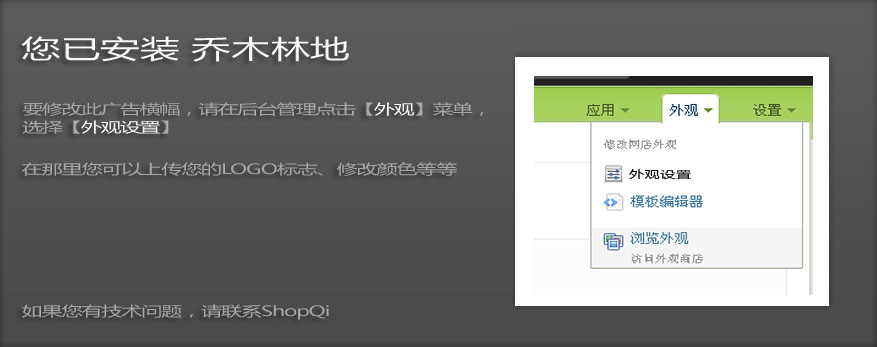 您已安装 乔木林地
要修改此广告横幅，请在后台管理点击【外观】菜单，
选择【外观设置】
在那里您可以上传您的LOGO标志、修改颜色等等
如果您有技术问题，请联系ShopQi
应用 外观 设置
修改网店外观
外观设置
模板编辑器
浏览外观
访问外观商店